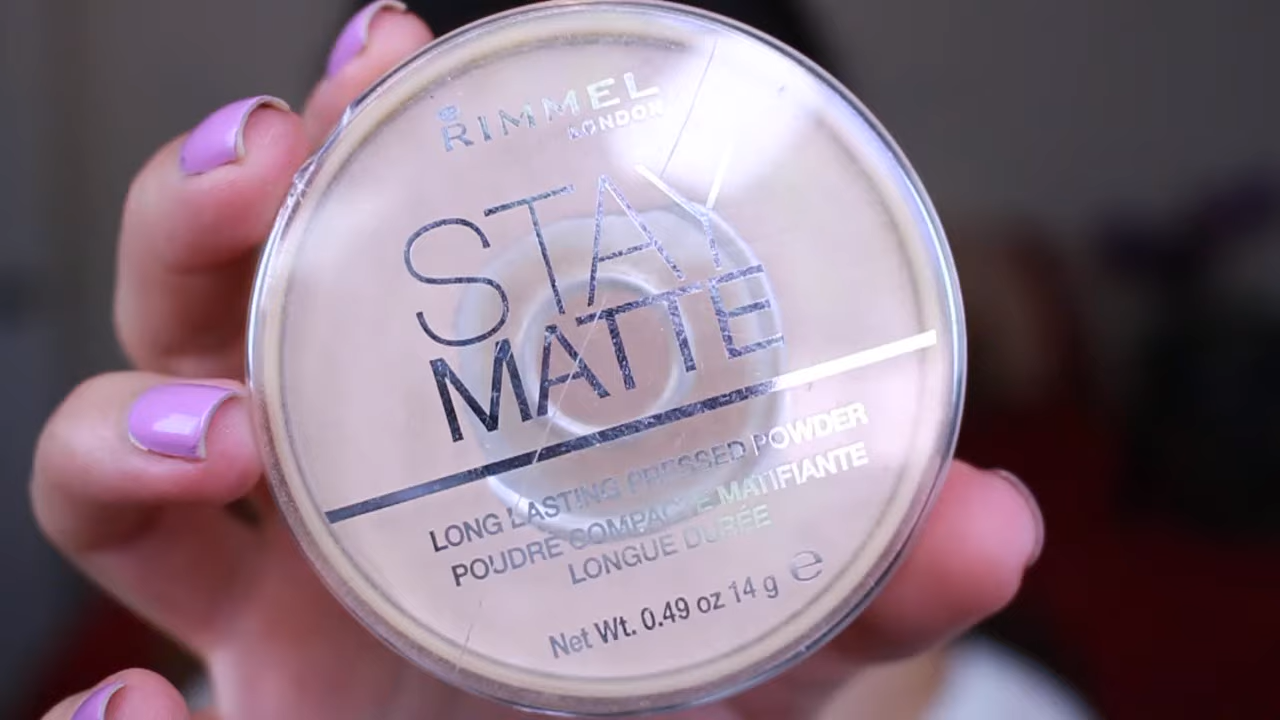 RIMMEL
LONDON
STAY
MATTE
LONG LASTING PRESSED POWDER
POUDRE COMPACTE MATIFIANTE
LONGUE DURÉE
Net Wt. 0.49 oz 14 g ℮